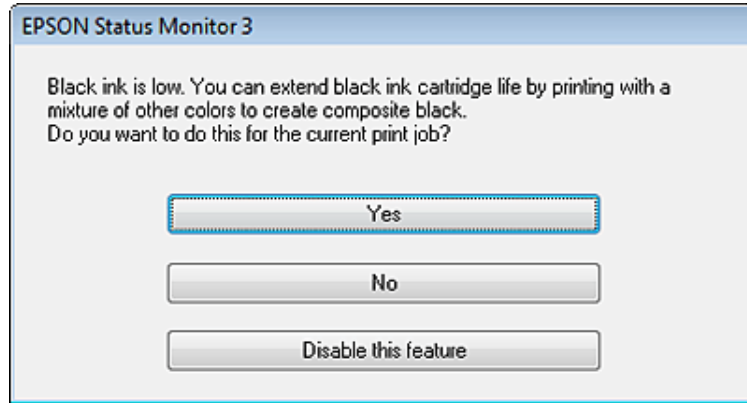 EPSON Status Monitor 3
Black ink is low. You can extend black ink cartridge life by printing with a
mixture of other colors to create composite black.
Do you want to do this for the current print job?
Yes
No
Disable this feature